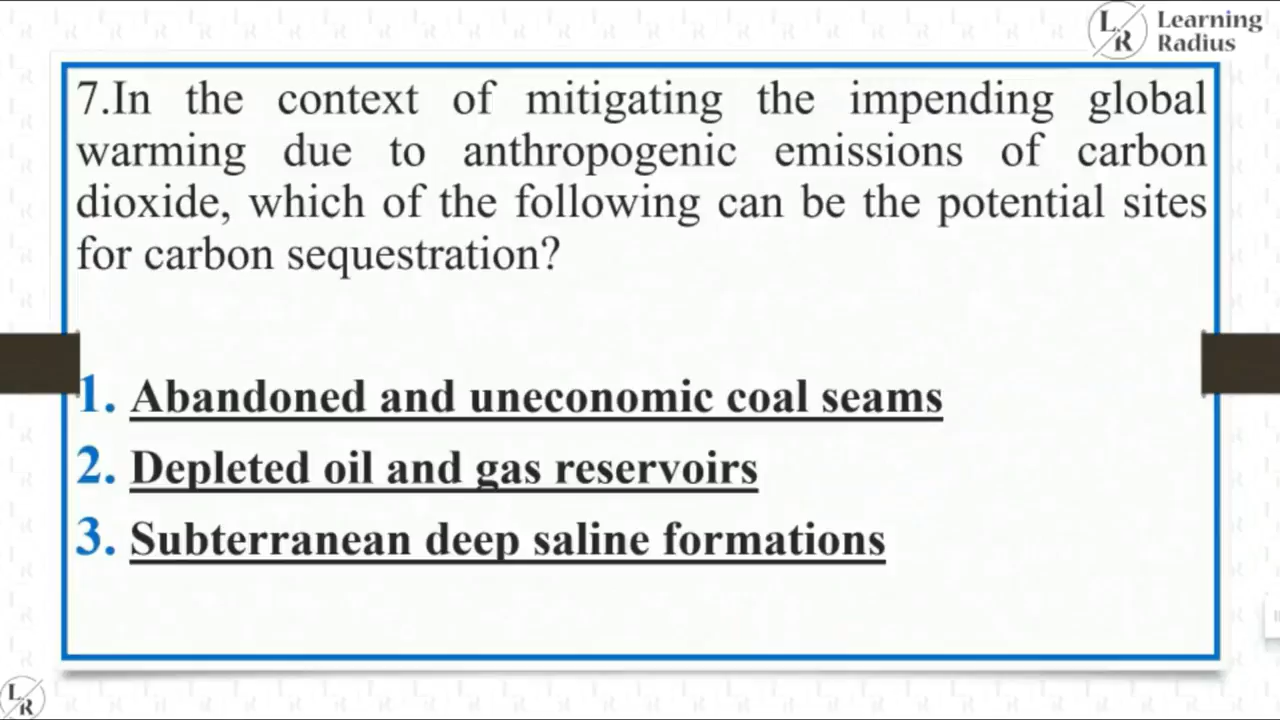 Learning
Radius
7.In the context of mitigating the impending global
warming due to anthropogenic emissions of carbon
dioxide, which of the following can be the potential sites
for carbon sequestration?
1. Abandoned and uneconomic coal seams
2. Depleted oil and gas reservoirs
3. Subterranean deep saline formations
L
R
L
R